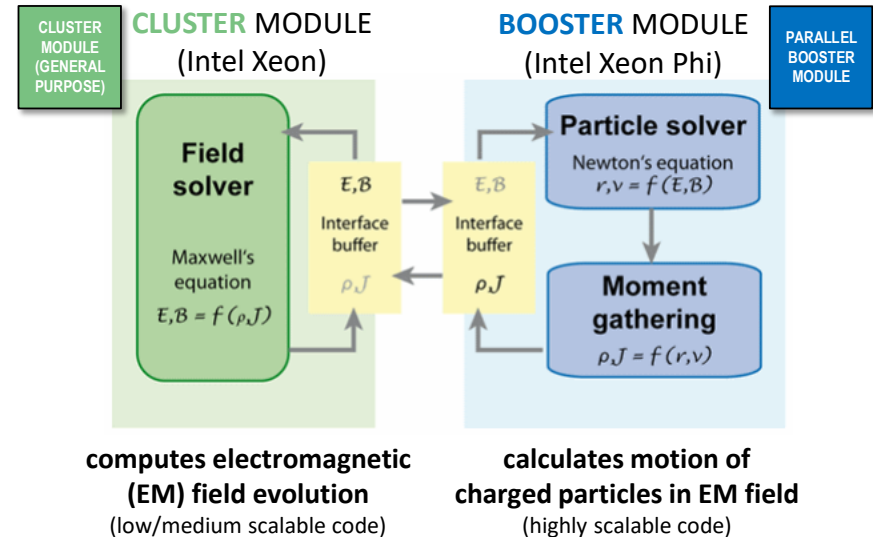 CLUSTER
MODULE
(GENERAL
PURPOSE)
CLUSTER MODULE
(Intel Xeon)
BOOSTER MODULE
(Intel Xeon Phi)
PARALLEL
BOOSTER
MODULE
Field
solver
Maxwell's
equation
E,B = f(ρ,J)
E,B
Interface
buffer
ρ,J
E,B
Interface
buffer
ρ,J
Particle solver
Newton's equation
r,v = f(E,B)
Moment
gathering
ρ,J = f(r,v)
computes electromagnetic
(EM) field evolution
(low/medium scalable code)
calculates motion of
charged particles in EM field
(highly scalable code)